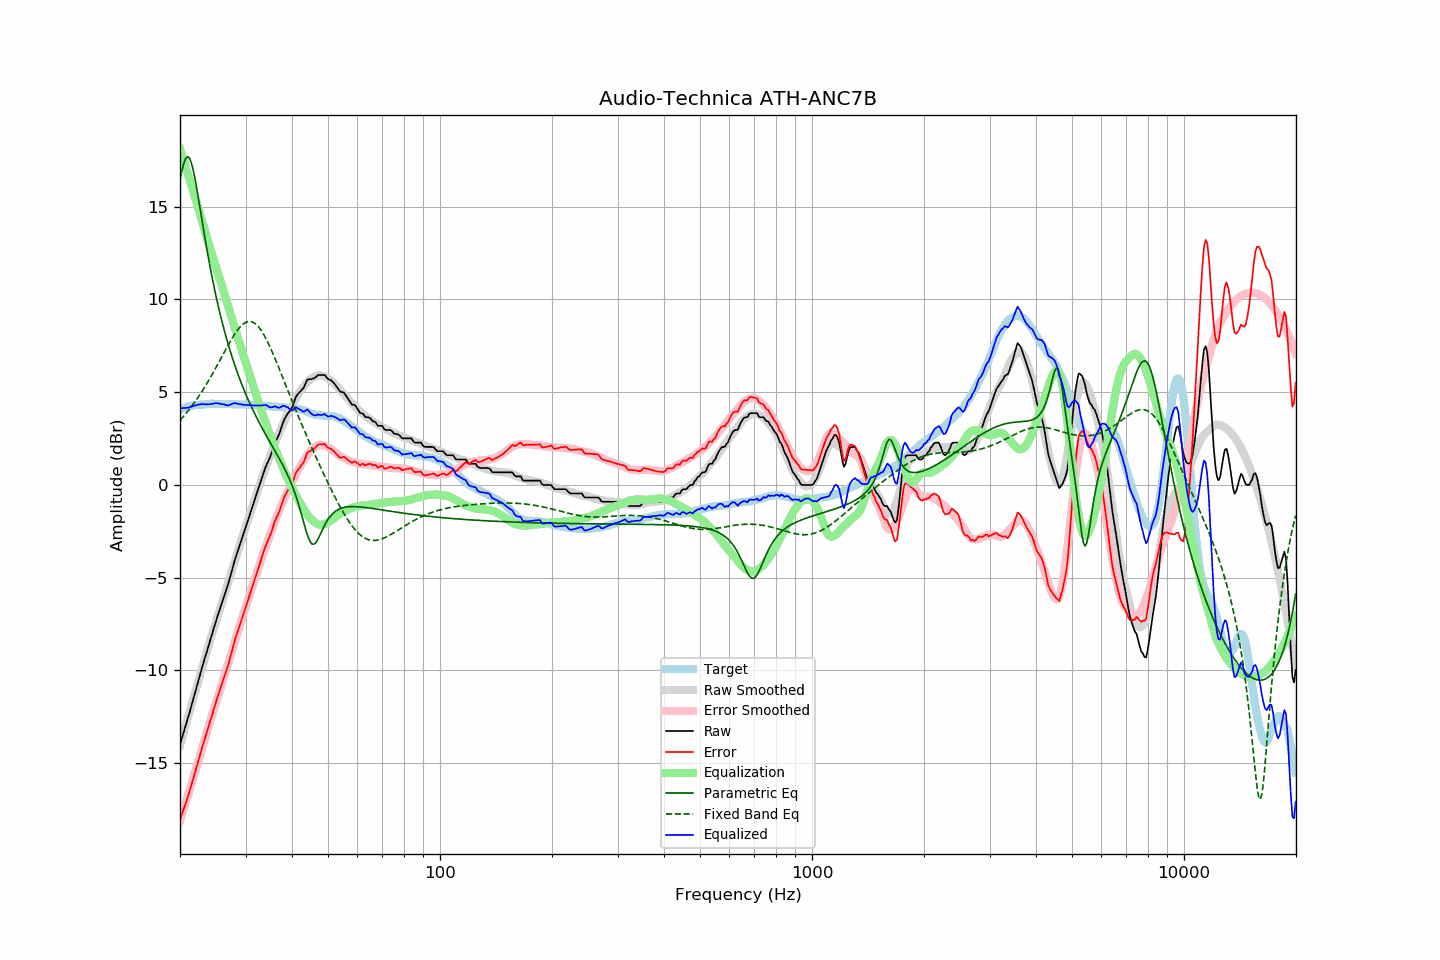 Audio-Technica ATH-ANC7B
Amplitude (dBr)
15
10
5
0
−5
−10
−15
Target
Raw Smoothed
Error Smoothed
Raw
Error
Equalization
Parametric Eq
Fixed Band Eq
Equalized
100
1000
10000
Frequency (Hz)